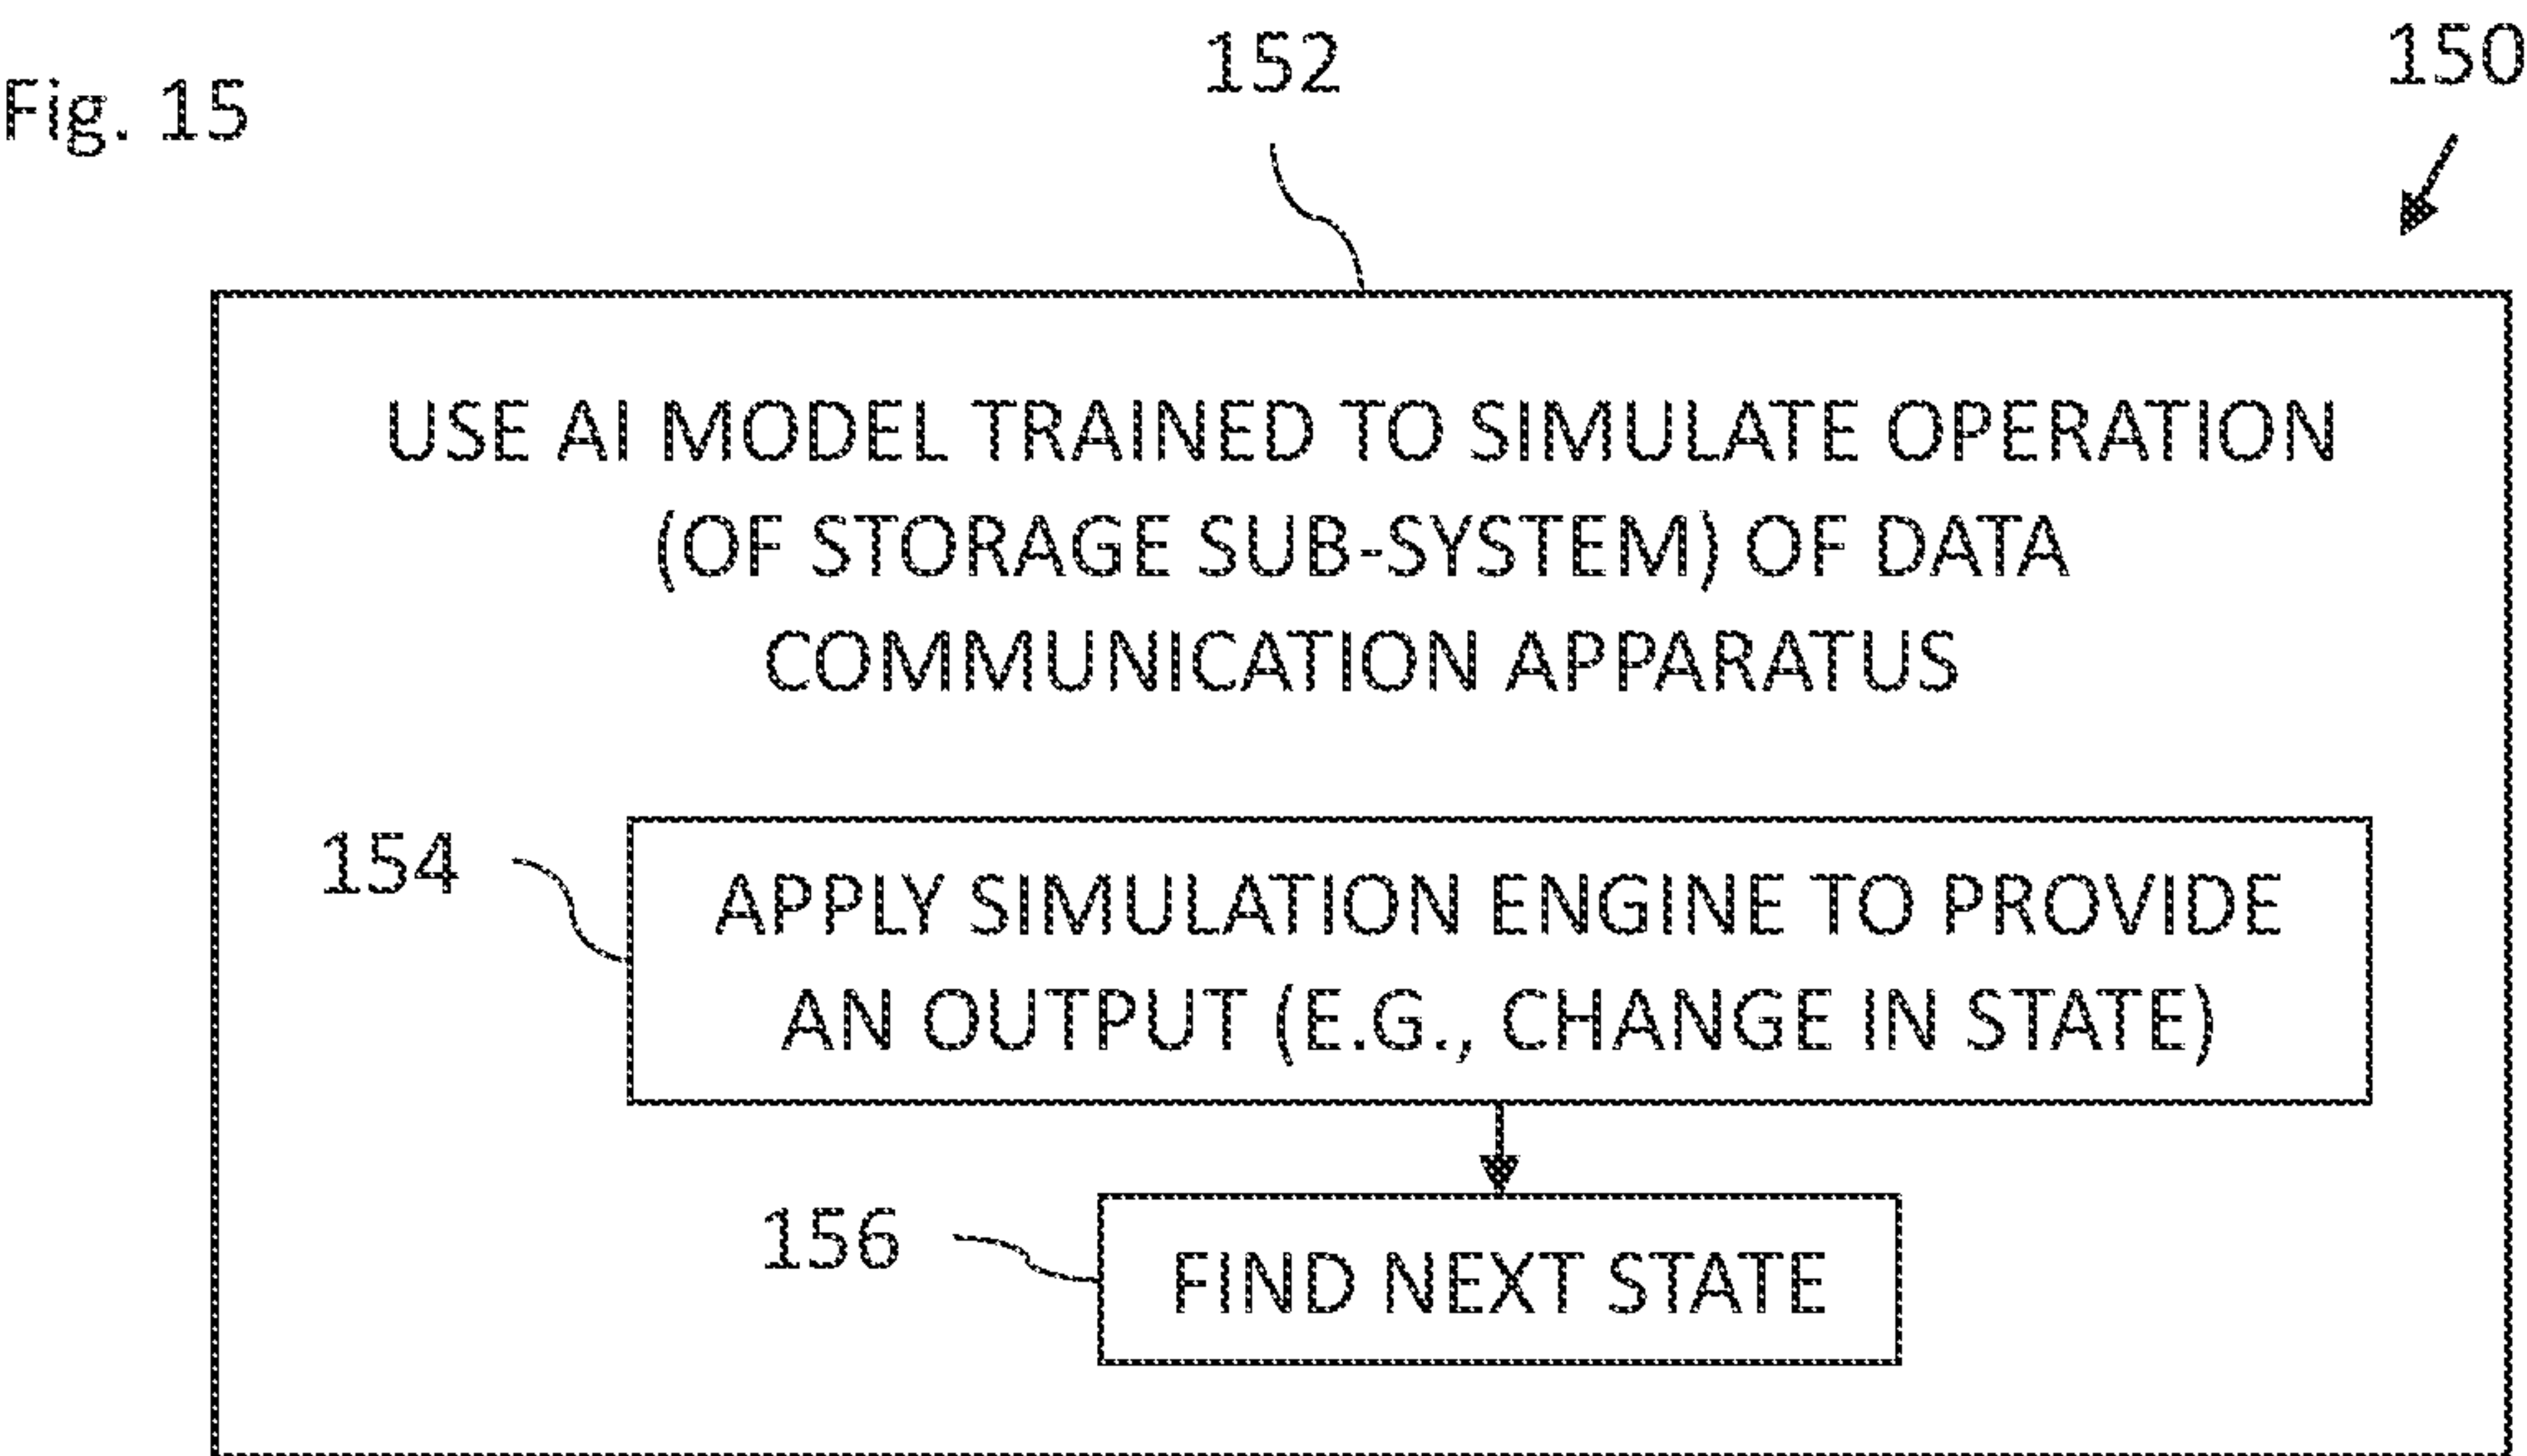 Fig. 15
152
150
USE AI MODEL TRAINED TO SIMULATE OPERATION
(OF STORAGE SUB-SYSTEM) OF DATA
COMMUNICATION APPARATUS
154
APPLY SIMULATION ENGINE TO PROVIDE
AN OUTPUT (E.G., CHANGE IN STATE)
156
FIND NEXT STATE